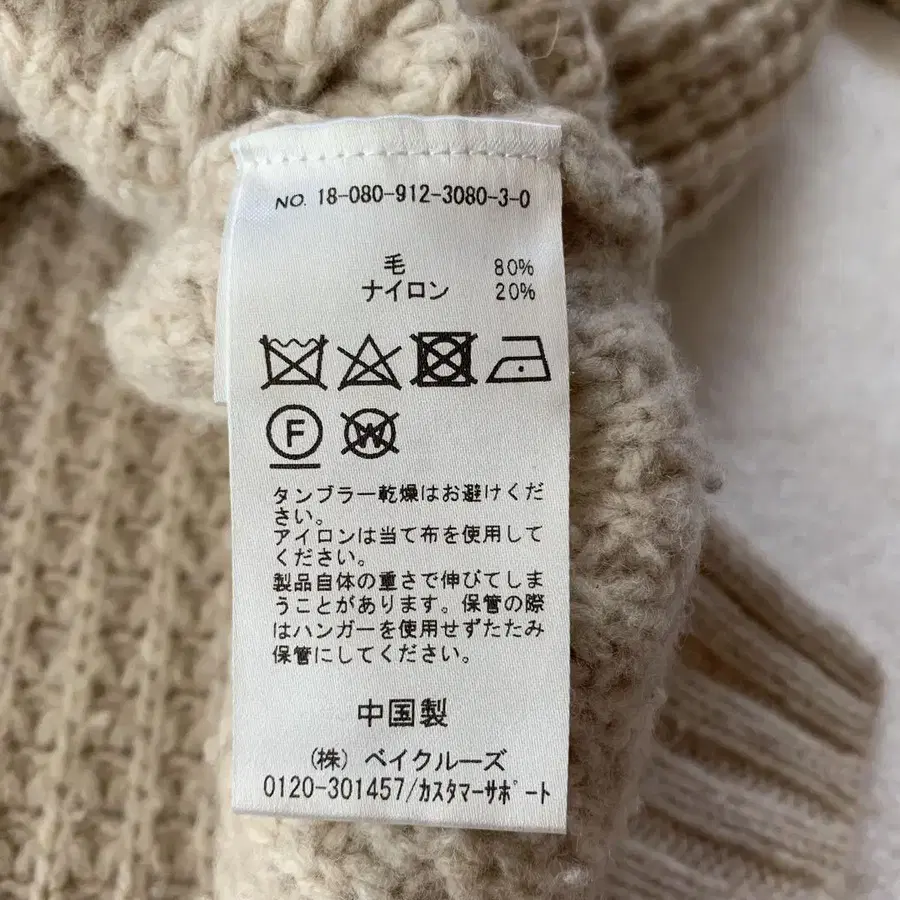 NO. 18-080-912-3080-3-0
毛 80%
ナイロン 20%
F
W
タンブラー乾燥はお避けくだ
さい。
アイロンは当て布を使用して
ください。
製品自体の重さで伸びてしま
うことがあります。保管の際
はハンガーを使用せずたたみ
保管にしてください。
中国製
(株) ベイクルーズ
0120-301457/カスタマーサポート